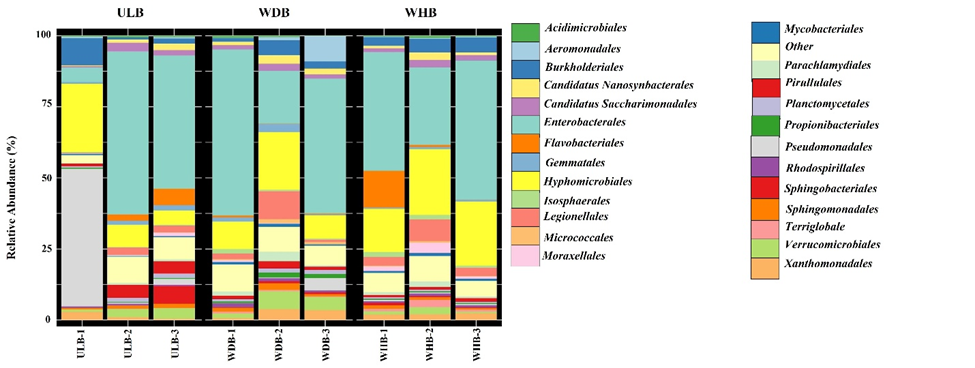 ULB WDB WHB
Relative Abundance (%)
100
75
50
25
0
ULB-1 ULB-2 ULB-3 WDB-1 WDB-2 WDB-3 WHB-1 WHB-2 WHB-3
Acidimicrobiales
Aeromonadales
Burkholderiales
Candidatus Nanosynbacterales
Candidatus Saccharimonadales
Enterobacterales
Flavobacteriales
Gemmatales
Hyphomicrobiales
Isosphaerales
Legionellales
Micrococcales
Moraxellales
Mycobacteriales
Other
Parachlamydiales
Pirullulales
Planctomycetales
Propionibacteriales
Pseudomonadales
Rhodospirillales
Sphingobacteriales
Sphingomonadales
Terriglobale
Verrucomicrobiales
Xanthomonadales